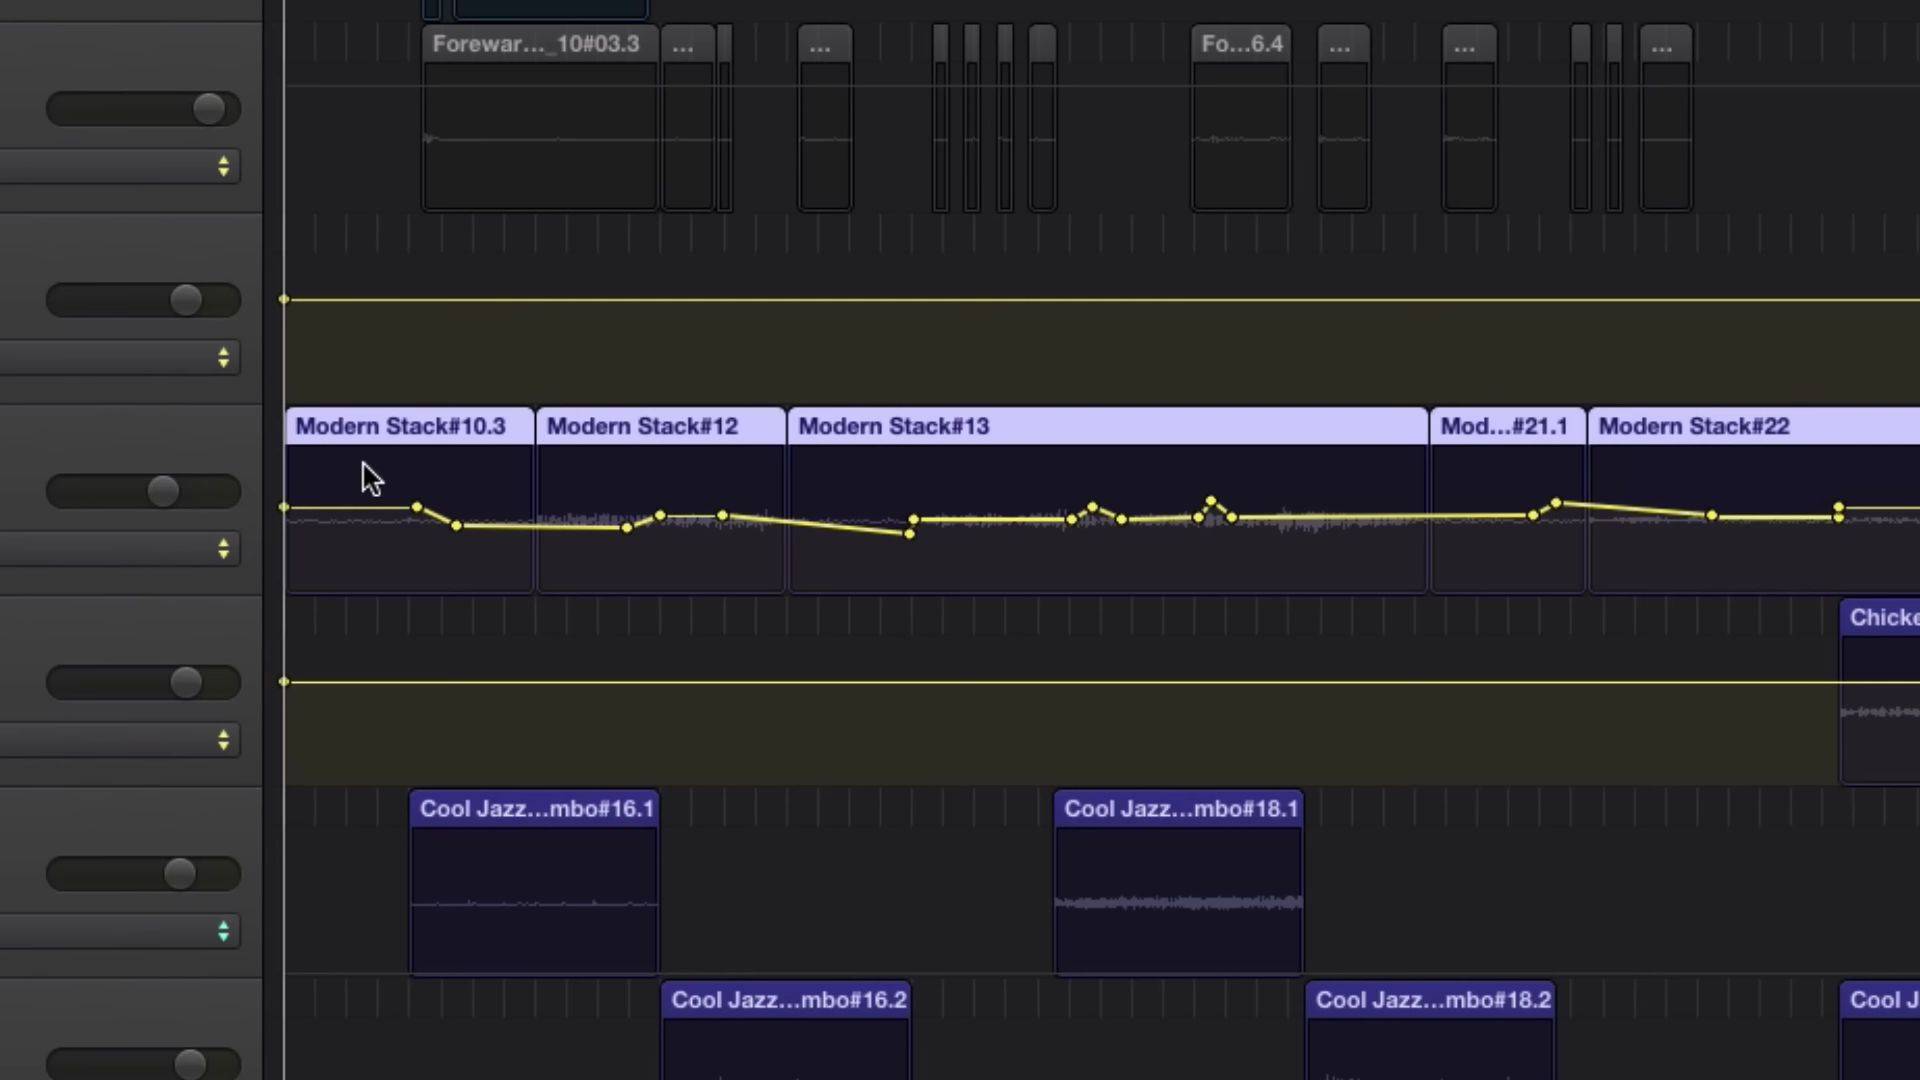 Forewar..._10#03.3
...
...
Fo...6.4
...
...
...
Modern Stack#10.3
Modern Stack#12
Modern Stack#13
Mod...#21.1
Modern Stack#22
Chicke
Cool Jazz...mbo#16.1
Cool Jazz...mbo#18.1
Cool Jazz...mbo#16.2
Cool Jazz...mbo#18.2
Cool J